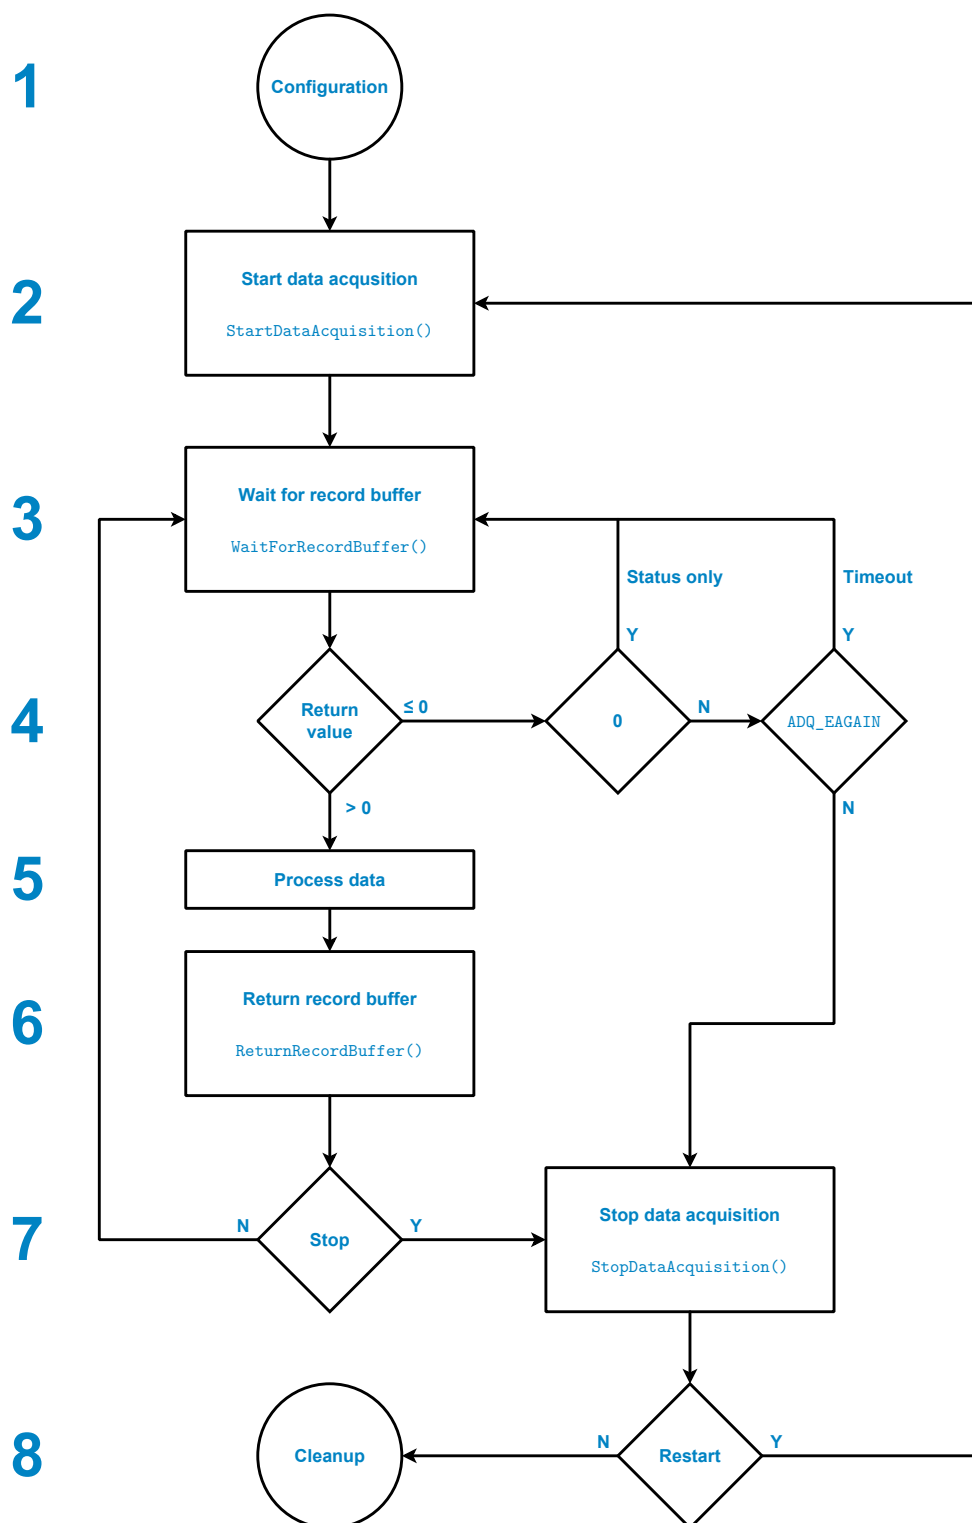 1
Configuration
2
Start data acqusition
StartDataAcquisition()
3
Wait for record buffer
WaitForRecordBuffer()
Status only
Timeout
Y
Y
4
Return
value
≤ 0
0
N
ADQ_EAGAIN
> 0
N
5
Process data
6
Return record buffer
ReturnRecordBuffer()
7
N
Stop
Y
Stop data acquisition
StopDataAcquisition()
8
Cleanup
N
Restart
Y